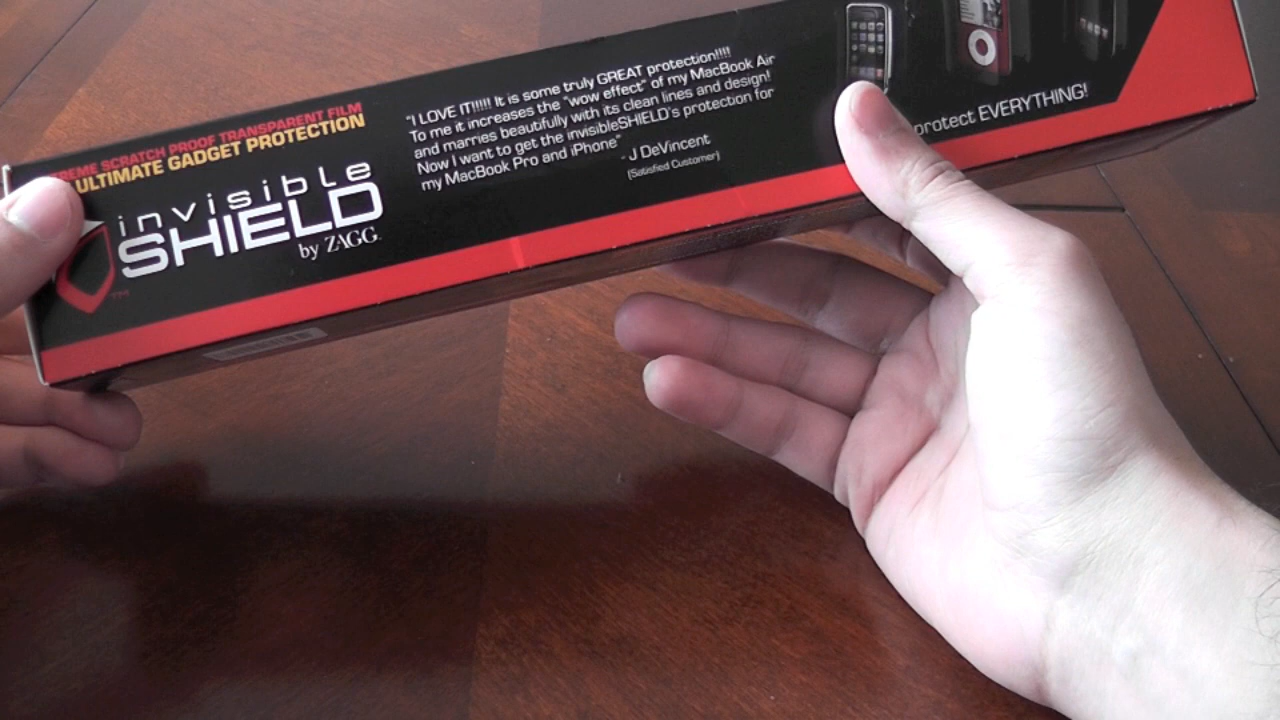 REME SCRATCH PROOF TRANSPARENT FILM
ULTIMATE GADGET PROTECTION
invisible
SHIELD
by ZAGG
TM
"I LOVE IT!!!!! It is some truly GREAT protection!!!!
To me it increases the "wow effect" of my MacBook Air
and marries beautifully with its clean lines and design!
Now I want to get the invisibleSHIELD's protection for
my MacBook Pro and iPhone"
- J DeVincent
(Satisfied Customer)
protect EVERYTHING!